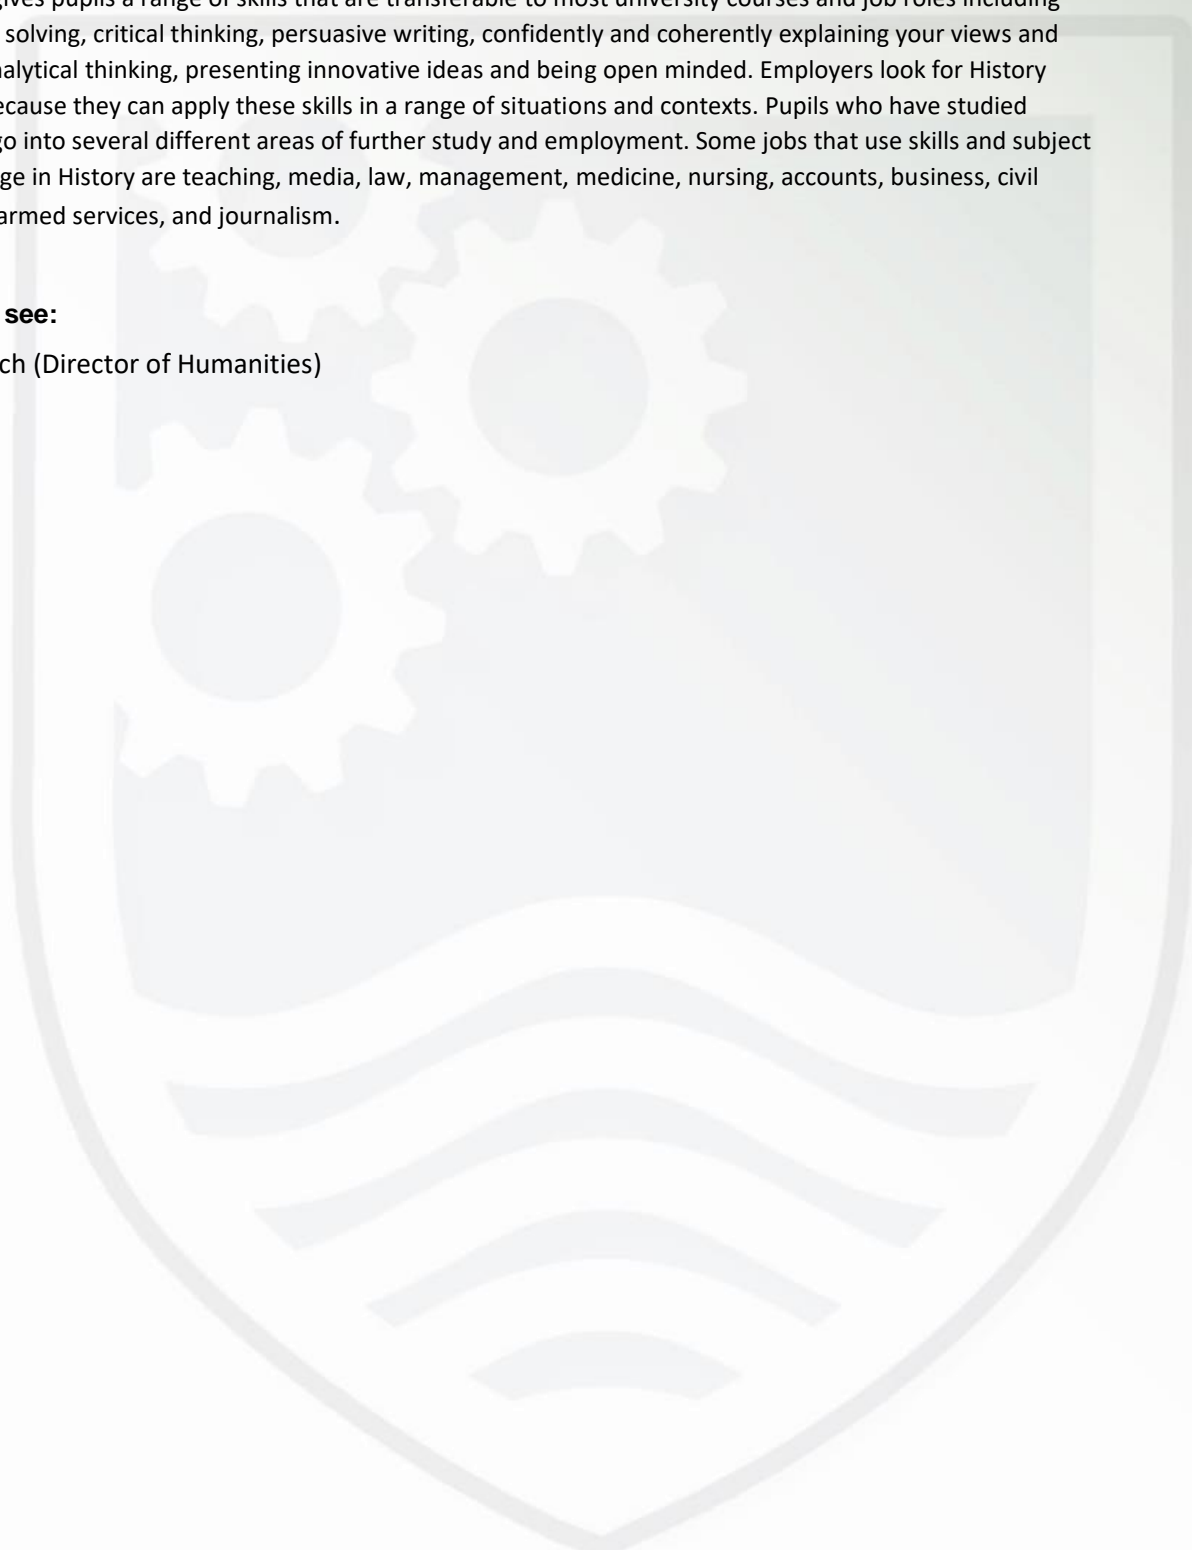 gives pupils a range of skills that are transferable to most university courses and job roles including
solving, critical thinking, persuasive writing, confidently and coherently explaining your views and
nalytical thinking, presenting innovative ideas and being open minded. Employers look for History
ecause they can apply these skills in a range of situations and contexts. Pupils who have studied
go into several different areas of further study and employment. Some jobs that use skills and subject
ge in History are teaching, media, law, management, medicine, nursing, accounts, business, civil
armed services, and journalism.
see:
ch (Director of Humanities)